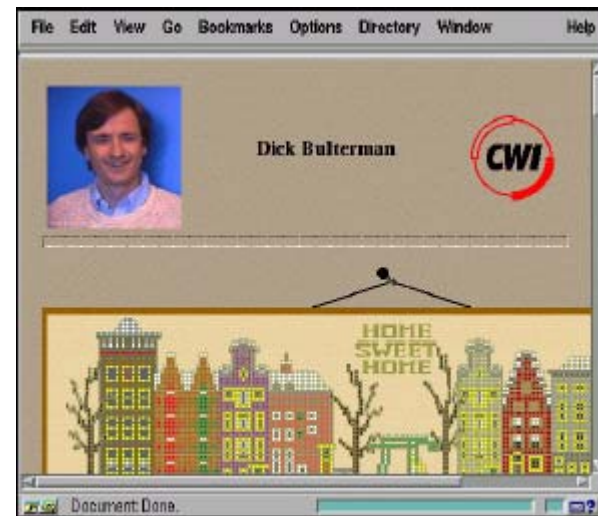 File Edit View Go Bookmarks Options Directory Window Help
Dick Bulterman
CWI
HOME
SWEET
HOME
Document: Done.
?